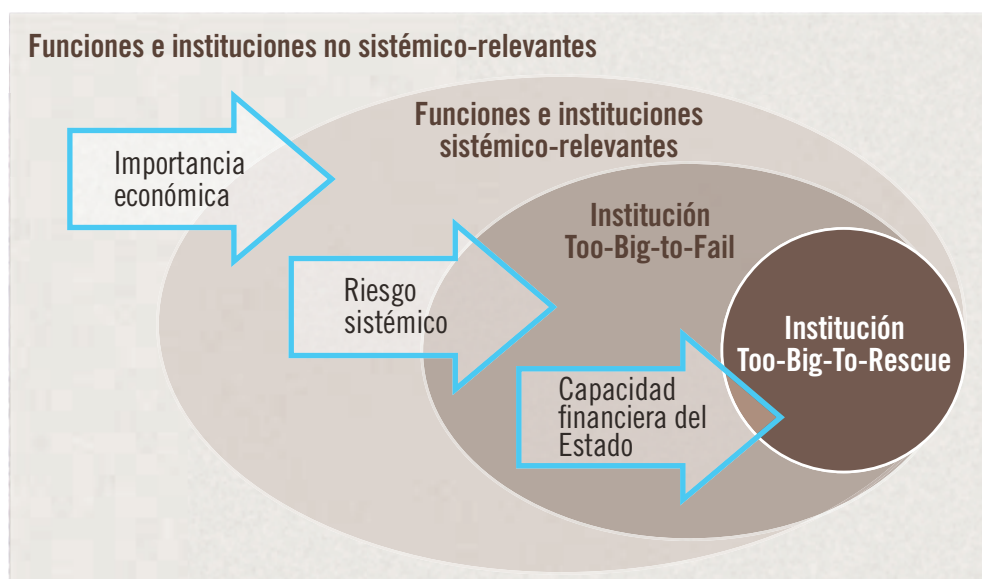 Funciones e instituciones no sistémico-relevantes
Funciones e instituciones
sistémico-relevantes
Importancia
económica
Institución
Too-Big-to-Fail
Riesgo
sistémico
Institución
Too-Big-To-Rescue
Capacidad
financiera del
Estado